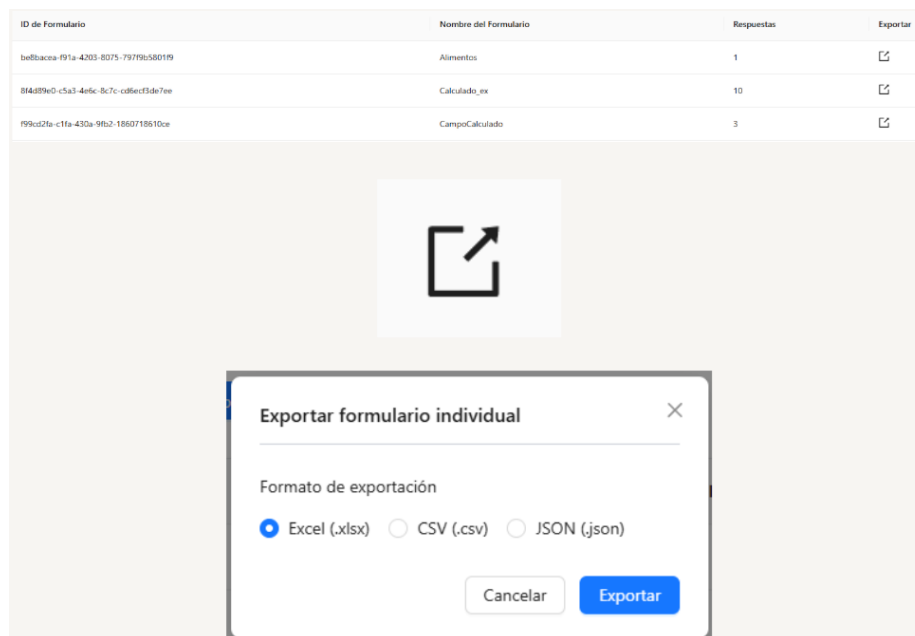 ID de Formulario Nombre del Formulario Respuestas Exportar
be8bacea-f91a-4203-8075-797f9b5801f9 Alimentos 1
8f4d89e0-c5a3-4e6c-8c7c-cd6ecf3de7ee Calculado_ex 10
f99cd2fa-c1fa-430a-9fb2-1860718610ce CampoCalculado 3
Exportar formulario individual
Formato de exportación
Excel (.xlsx) CSV (.csv) JSON (.json)
Cancelar Exportar